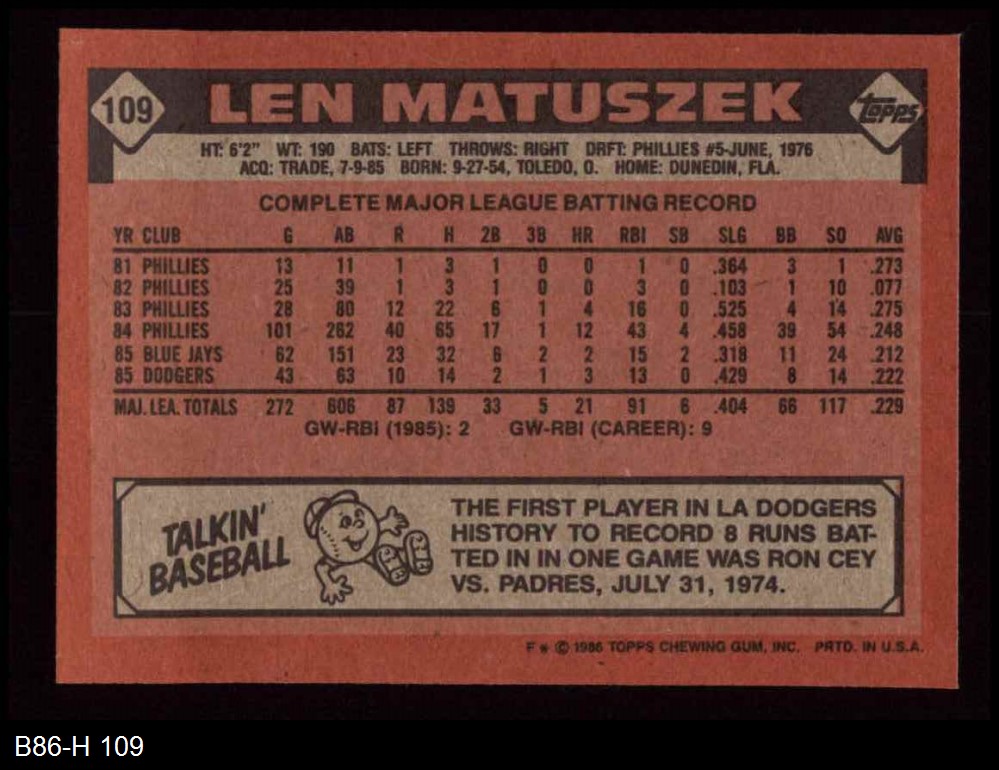 109 LEN MATUSZEK topps
HT: 6'2" WT: 190 BATS: LEFT THROWS: RIGHT DRFT: PHILLIES #5-JUNE, 1976
ACQ: TRADE, 7-9-85 BORN: 9-27-54, TOLEDO, O. HOME: DUNEDIN, FLA.
COMPLETE MAJOR LEAGUE BATTING RECORD
YR CLUB G AB R H 2B 3B HR RBI SB SLG BB SO AVG
81 PHILLIES 13 11 1 3 1 0 0 1 0 .364 3 1 .273
82 PHILLIES 25 39 1 3 1 0 0 3 0 .103 1 10 .077
83 PHILLIES 28 80 12 22 6 1 4 16 0 .525 4 14 .275
84 PHILLIES 101 262 40 65 17 1 12 43 4 .458 39 54 .248
85 BLUE JAYS 62 151 23 32 6 2 2 15 2 .318 11 24 .212
85 DODGERS 43 63 10 14 2 1 3 13 0 .429 8 14 .222
MAJ. LEA. TOTALS 272 606 87 139 33 5 21 91 6 .404 66 117 .229
GW-RBI (1985): 2 GW-RBI (CAREER): 9
TALKIN'
BASEBALL
THE FIRST PLAYER IN LA DODGERS
HISTORY TO RECORD 8 RUNS BAT-
TED IN IN ONE GAME WAS RON CEY
VS. PADRES, JULY 31, 1974.
F * © 1986 TOPPS CHEWING GUM, INC. PRTD. IN U.S.A.
B86-H 109